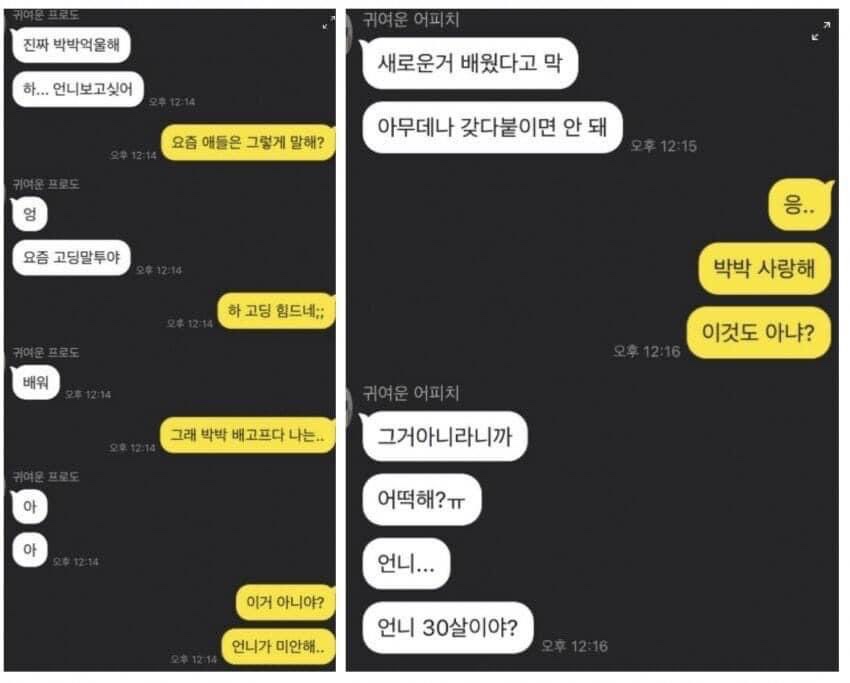 귀여운 프로도
진짜 박박억울해
하... 언니보고싶어
오후 12:14
요즘 애들은 그렇게 말해?
오후 12:14
귀여운 프로도
엉
요즘 고딩말투야
오후 12:14
하 고딩 힘드네;;
오후 12:14
귀여운 프로도
배워
오후 12:14
그래 박박 배고프다 나는..
오후 12:14
귀여운 프로도
아
아
오후 12:14
이거 아니야?
언니가 미안해..
오후 12:14
귀여운 어피치
새로운거 배웠다고 막
아무데나 갖다붙이면 안 돼
오후 12:15
응..
박박 사랑해
이것도 아냐?
오후 12:16
귀여운 어피치
그거아니라니까
어떡해?ㅠ
언니...
언니 30살이야?
오후 12:16